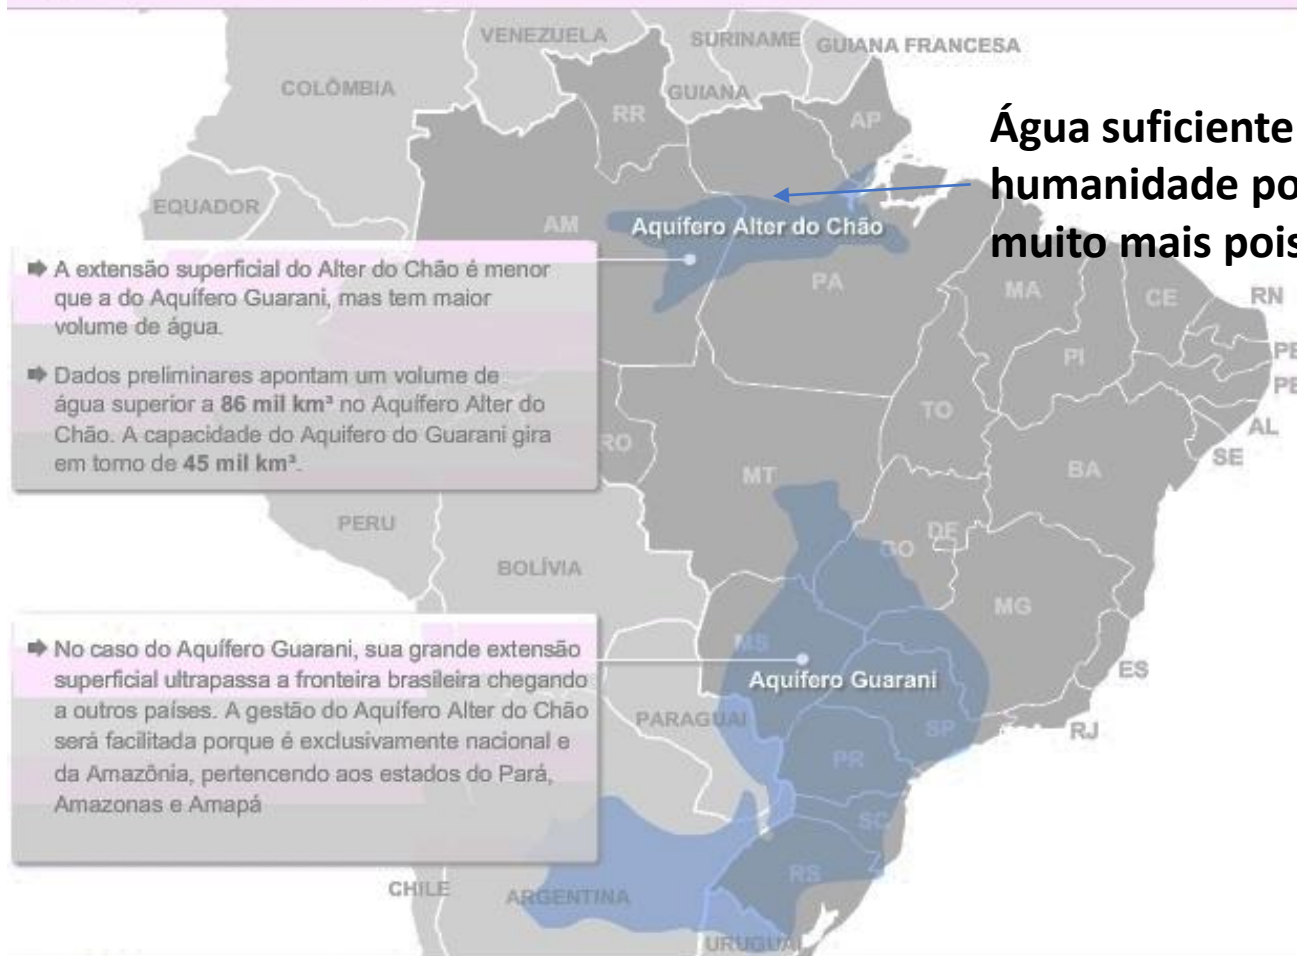 VENEZUELA
SURINAME
GUIANA FRANCESA
COLÔMBIA
GUIANA
RR
AP
Água suficiente
humanidade po
muito mais pois
EQUADOR
AM
Aquífero Alter do Chão
➡ A extensão superficial do Alter do Chão é menor
que a do Aquífero Guarani, mas tem maior
volume de água.
➡ Dados preliminares apontam um volume de
água superior a 86 mil km³ no Aquífero Alter do
Chão. A capacidade do Aquifero do Guarani gira
em torno de 45 mil km³.
PA
MA
CE
RN
PI
PB
PE
TO
AL
SE
RO
MT
BA
PERU
DF
GO
BOLÍVIA
MG
➡ No caso do Aquífero Guarani, sua grande extensão
superficial ultrapassa a fronteira brasileira chegando
a outros países. A gestão do Aquífero Alter do Chão
será facilitada porque é exclusivamente nacional e
da Amazônia, pertencendo aos estados do Pará,
Amazonas e Amapá
MS
Aquífero Guarani
ES
PARAGUAI
SP
RJ
PR
SC
RS
CHILE
ARGENTINA
URUGUAI